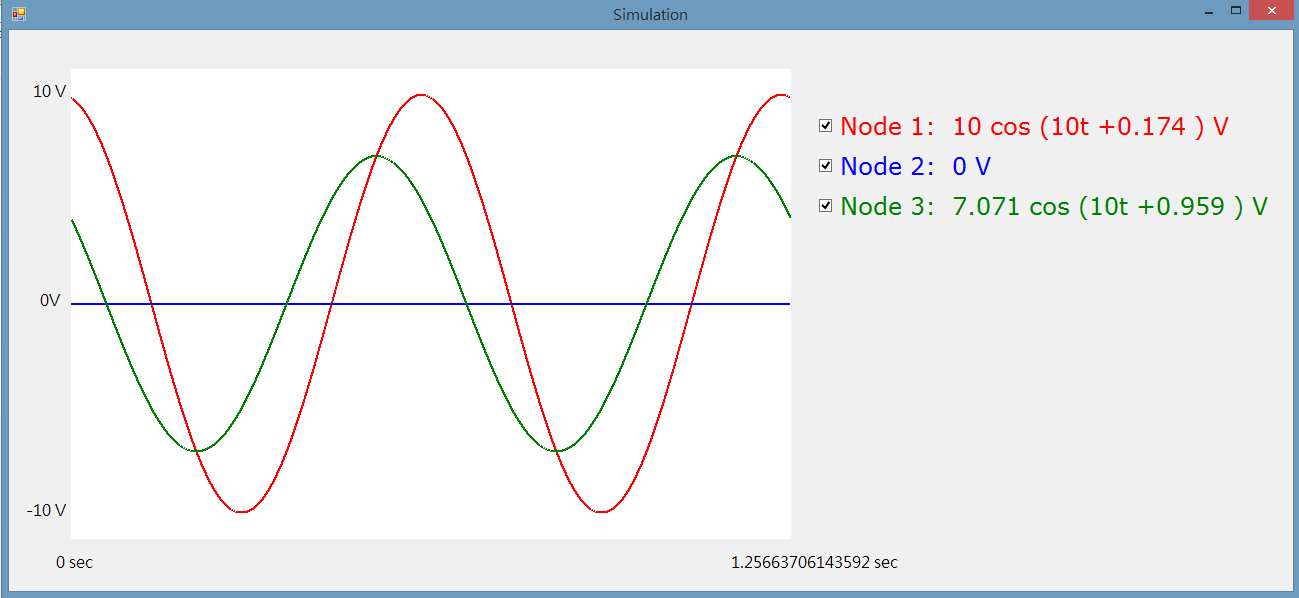 Simulation
10 V
Node 1: 10 cos (10t +0.174 ) V
Node 2: 0 V
Node 3: 7.071 cos (10t +0.959 ) V
0V
-10 V
0 sec
1.25663706143592 sec